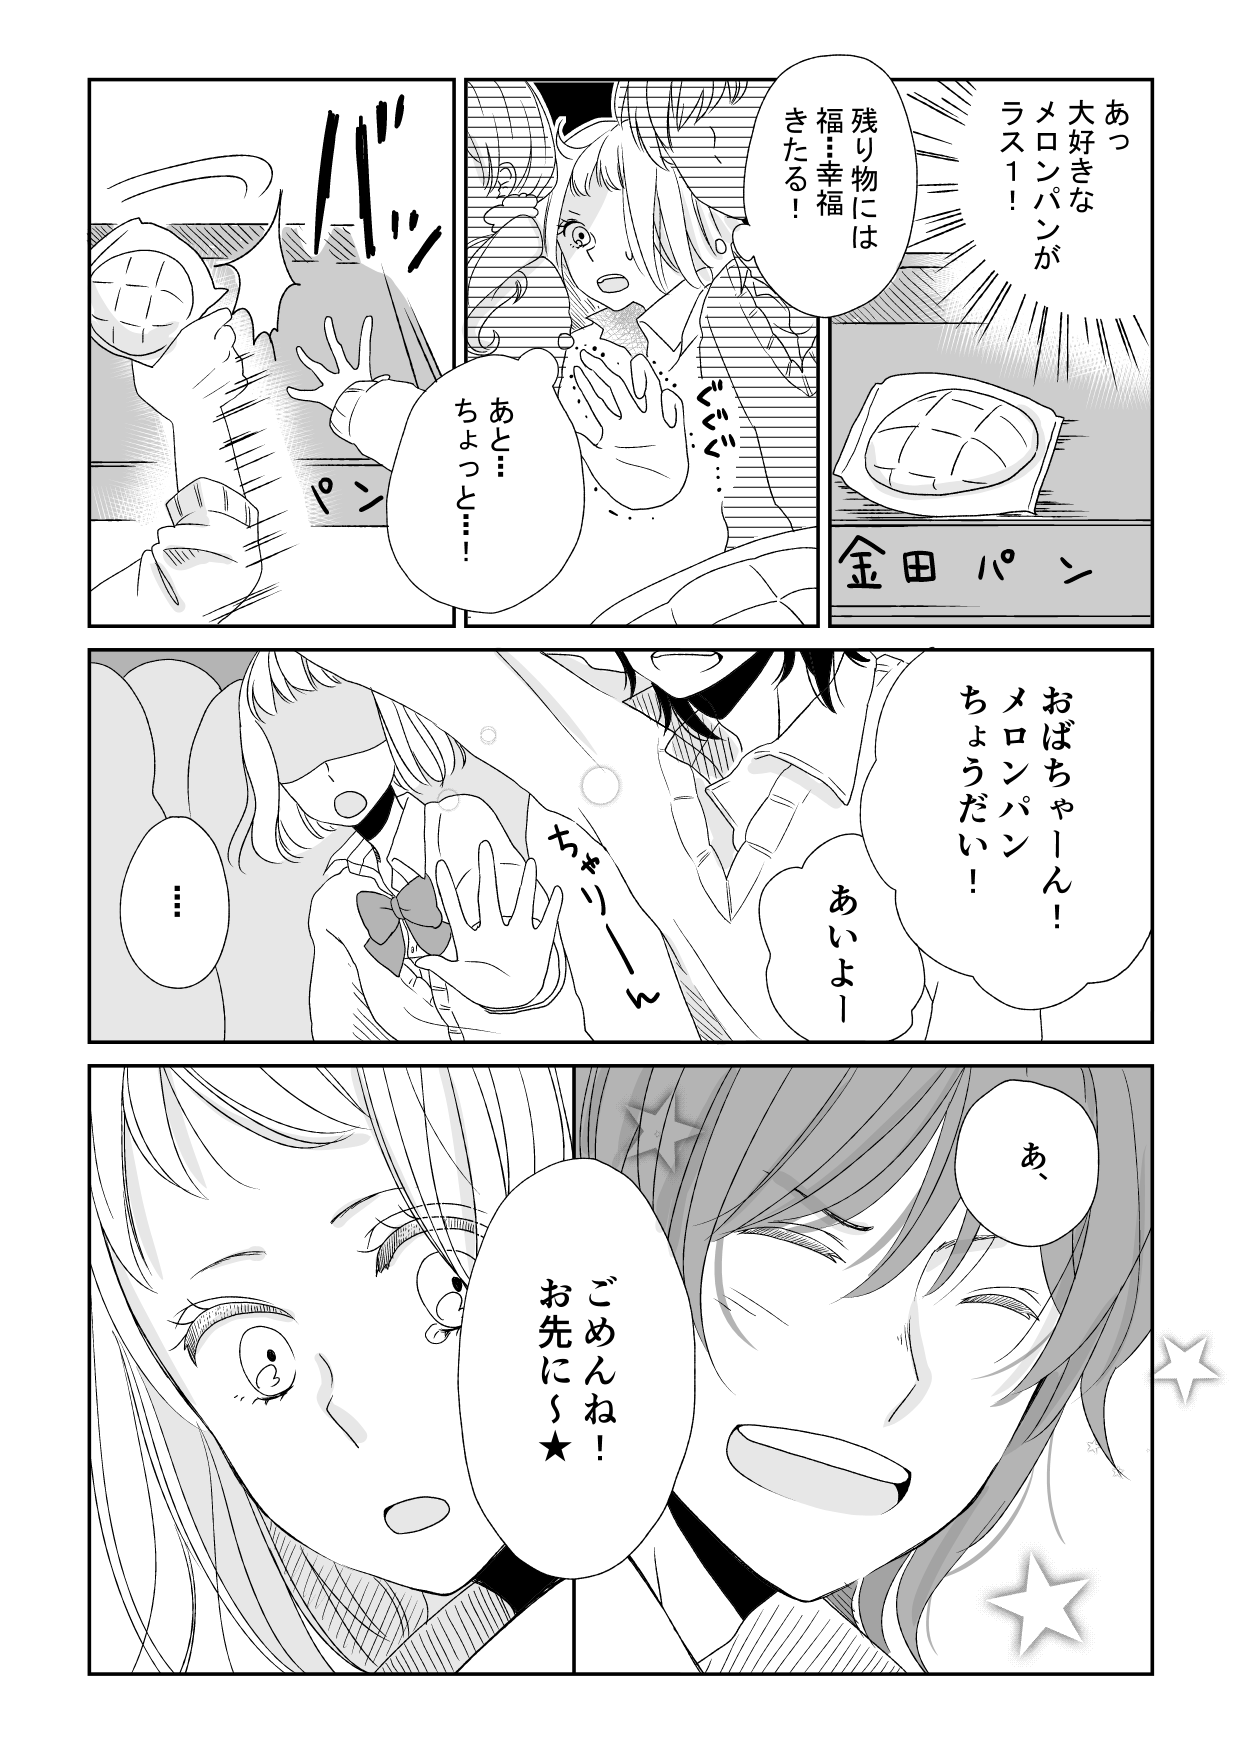 あっ
大好きな
メロンパンが
ラス１！
金田パン
残り物には
福…幸福
きたる！
ぐぐぐ
あと…
ちょっと…！
バッ
パン
おばちゃーん！
メロンパン
ちょうだい！
あいよー
ちゃりーーん
…
あ、
ごめんね！
お先に～★